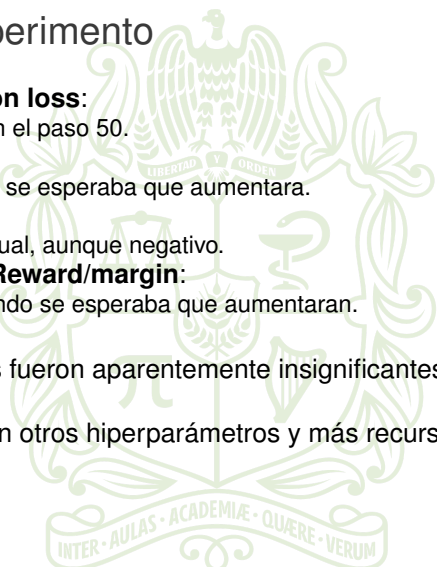 perimento
on loss:
n el paso 50.
se esperaba que aumentara.
ual, aunque negativo.
Reward/margin:
ndo se esperaba que aumentaran.
s fueron aparentemente insignificantes
n otros hiperparámetros y más recurs
LIBERTAD Y ORDEN
INTER-AULAS-ACADEMIÆ-QUÆRE-VERUM